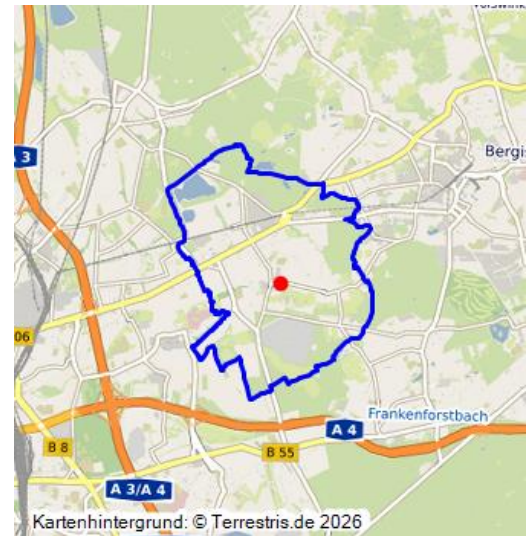 Bergis
3
06
Frankenforstbach
A 4
B 8
B 55
A 3/A 4
Kartenhintergrund: © Terrestris.de 2026